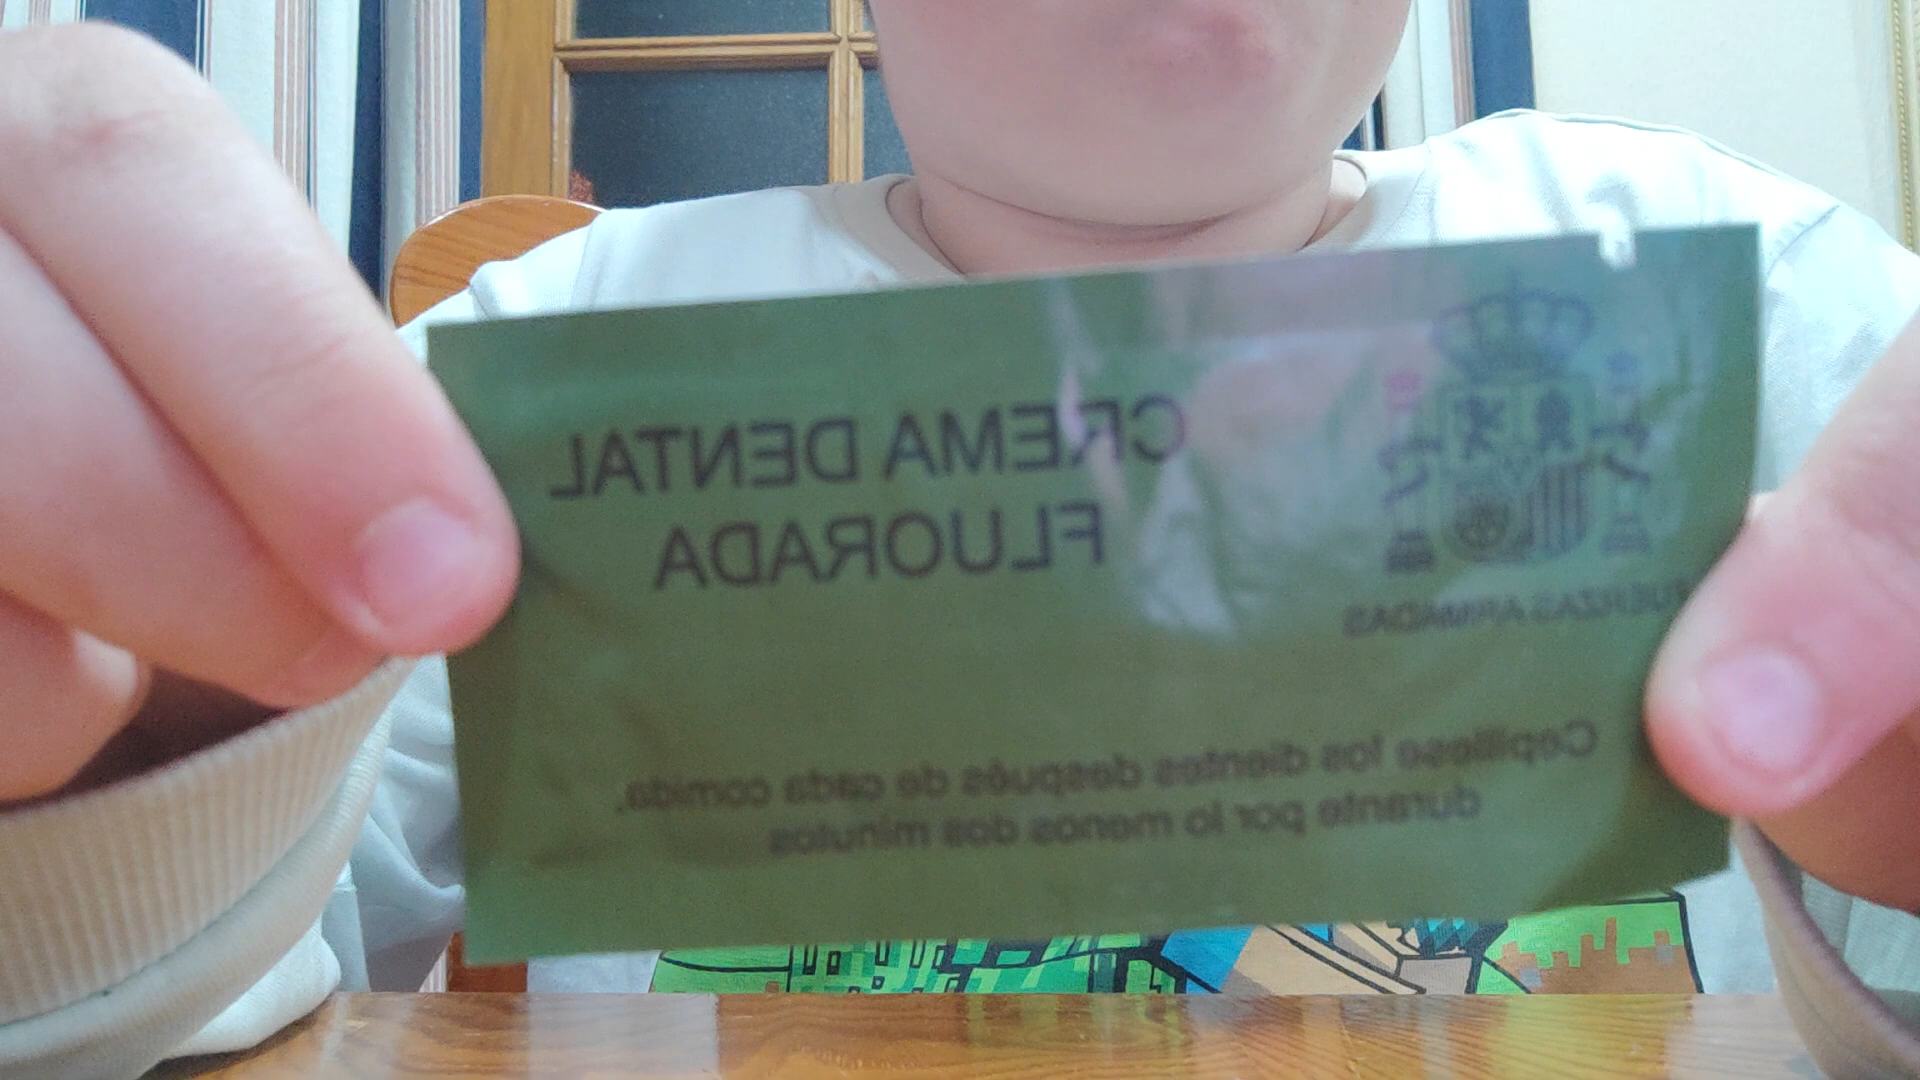 FUERZAS ARMADAS
CREMA DENTAL
FLUORADA
Cepíllese los dientes después de cada comida,
durante por lo menos dos minutos